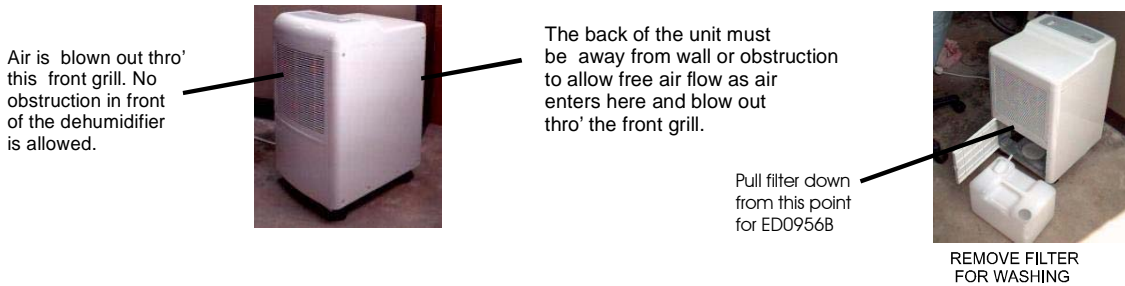 Air is blown out thro'
this front grill. No
obstruction in front
of the dehumidifier
is allowed.
The back of the unit must
be away from wall or obstruction
to allow free air flow as air
enters here and blow out
thro' the front grill.
Pull filter down
from this point
for ED0956B
REMOVE FILTER
FOR WASHING